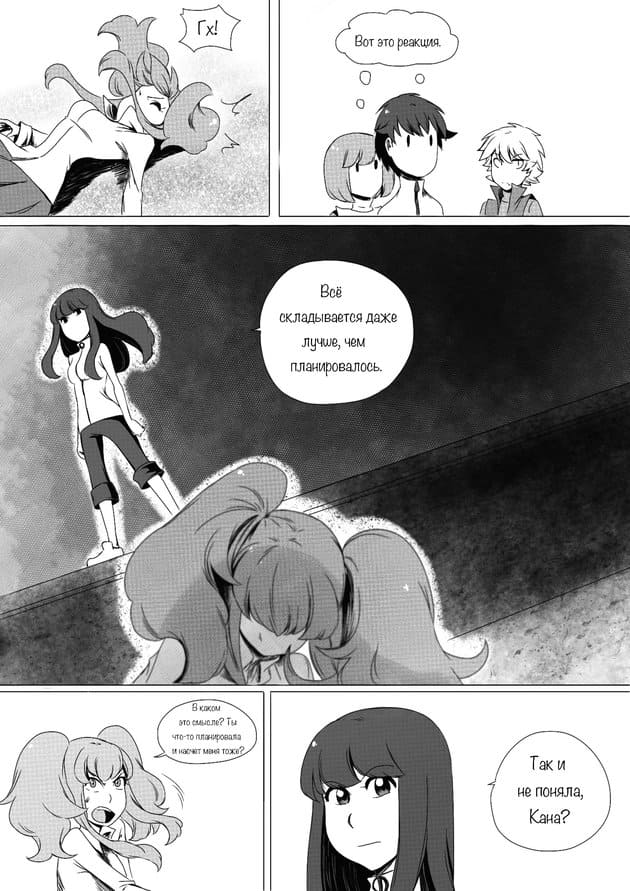 Гх!
Вот это реакция.
Всё
складывается даже
лучше, чем
планировалось.
В каком
это смысле? Ты
что-то планировала
и насчёт меня тоже?
Так и
не поняла,
Кана?